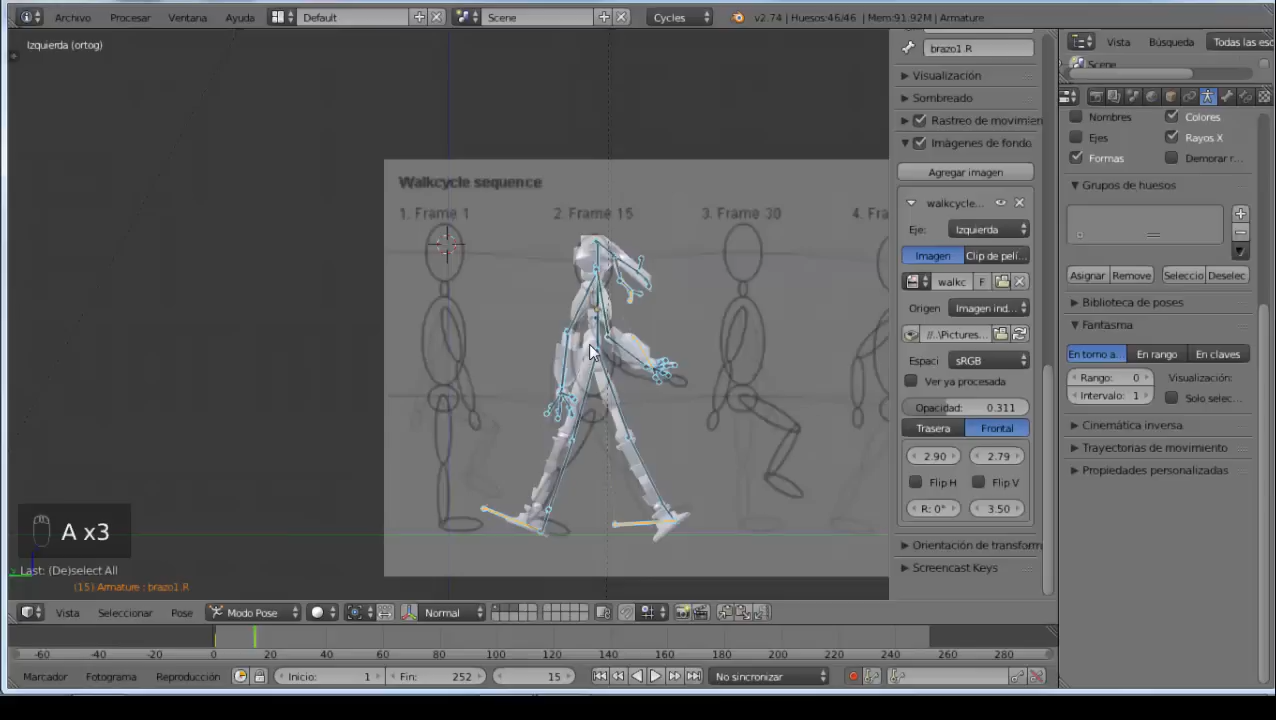 Archivo Procesar Ventana Ayuda Default Scene Cycles v2.74 | Huesos:46/46 | Mem:91.92M | Armature
Izquierda (ortog)
brazo1.R
Visualización
Sombreado
Rastreo de movimien
Imágenes de fondo
Agregar imagen
walkcycle...
Eje: Izquierda
Imagen Clip de pelí...
walkc F
Origen Imagen ind...
//..\Pictures...
Espaci sRGB
Ver ya procesada
Opacidad: 0.311
Trasera Frontal
2.90 2.79
Flip H Flip V
R: 0° 3.50
Orientación de transform
Screencast Keys
Vista Búsqueda Todas las esc
Scene
Nombres Colores
Ejes Rayos X
Formas Demorar r...
Grupos de huesos
Asignar Remove Seleccio Deselec
Biblioteca de poses
Fantasma
En torno a... En rango En claves
Rango: 0 Visualización:
Intervalo: 1 Solo selec...
Cinemática inversa
Trayectorias de movimiento
Propiedades personalizadas
Walkcycle sequence
1. Frame 1 2. Frame 15 3. Frame 30 4. Fra
A x3
Last: (De)select All
(15) Armature : brazo1.R
Vista Seleccionar Pose Modo Pose Normal
-60 -40 -20 0 20 40 60 80 100 120 140 160 180 200 220 240 260 280
Marcador Fotograma Reproducción Inicio: 1 Fin: 252 15 No sincronizar